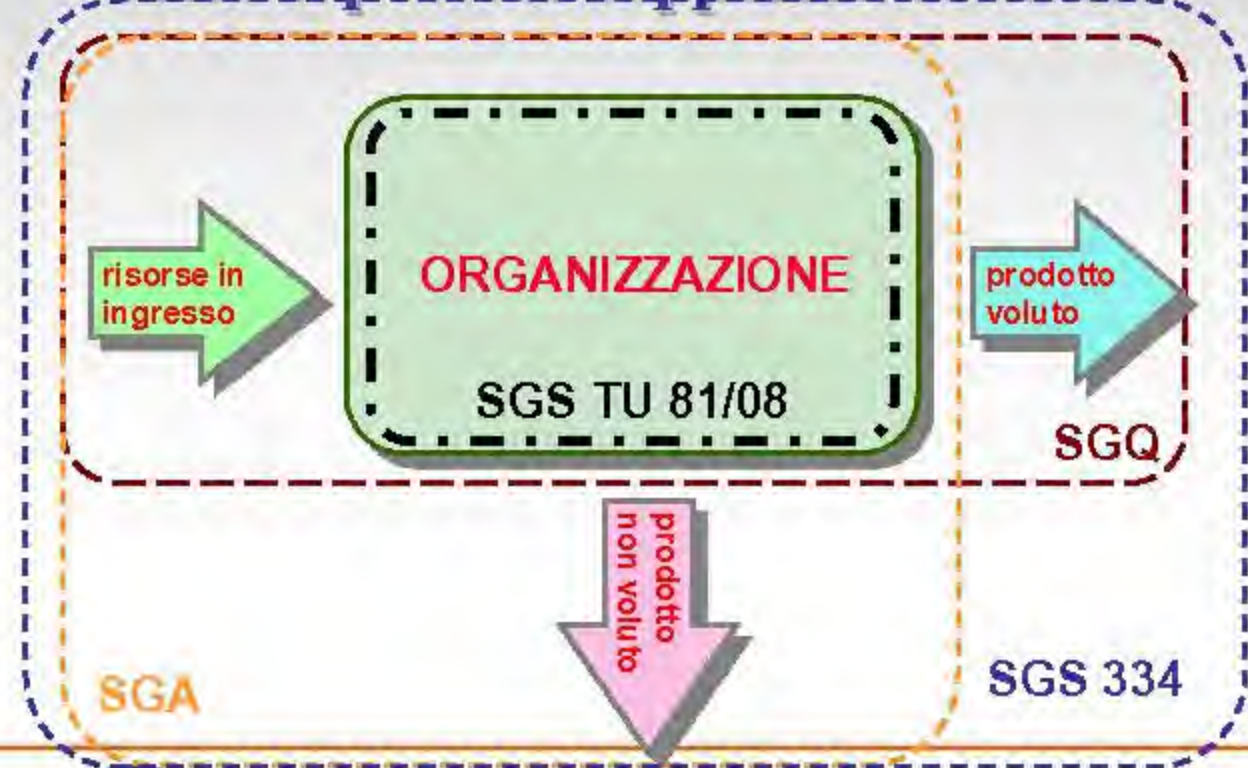 risorse in
ingresso
ORGANIZZAZIONE
SGS TU 81/08
prodotto
voluto
SGQ
prodotto
non voluto
SGA
SGS 334